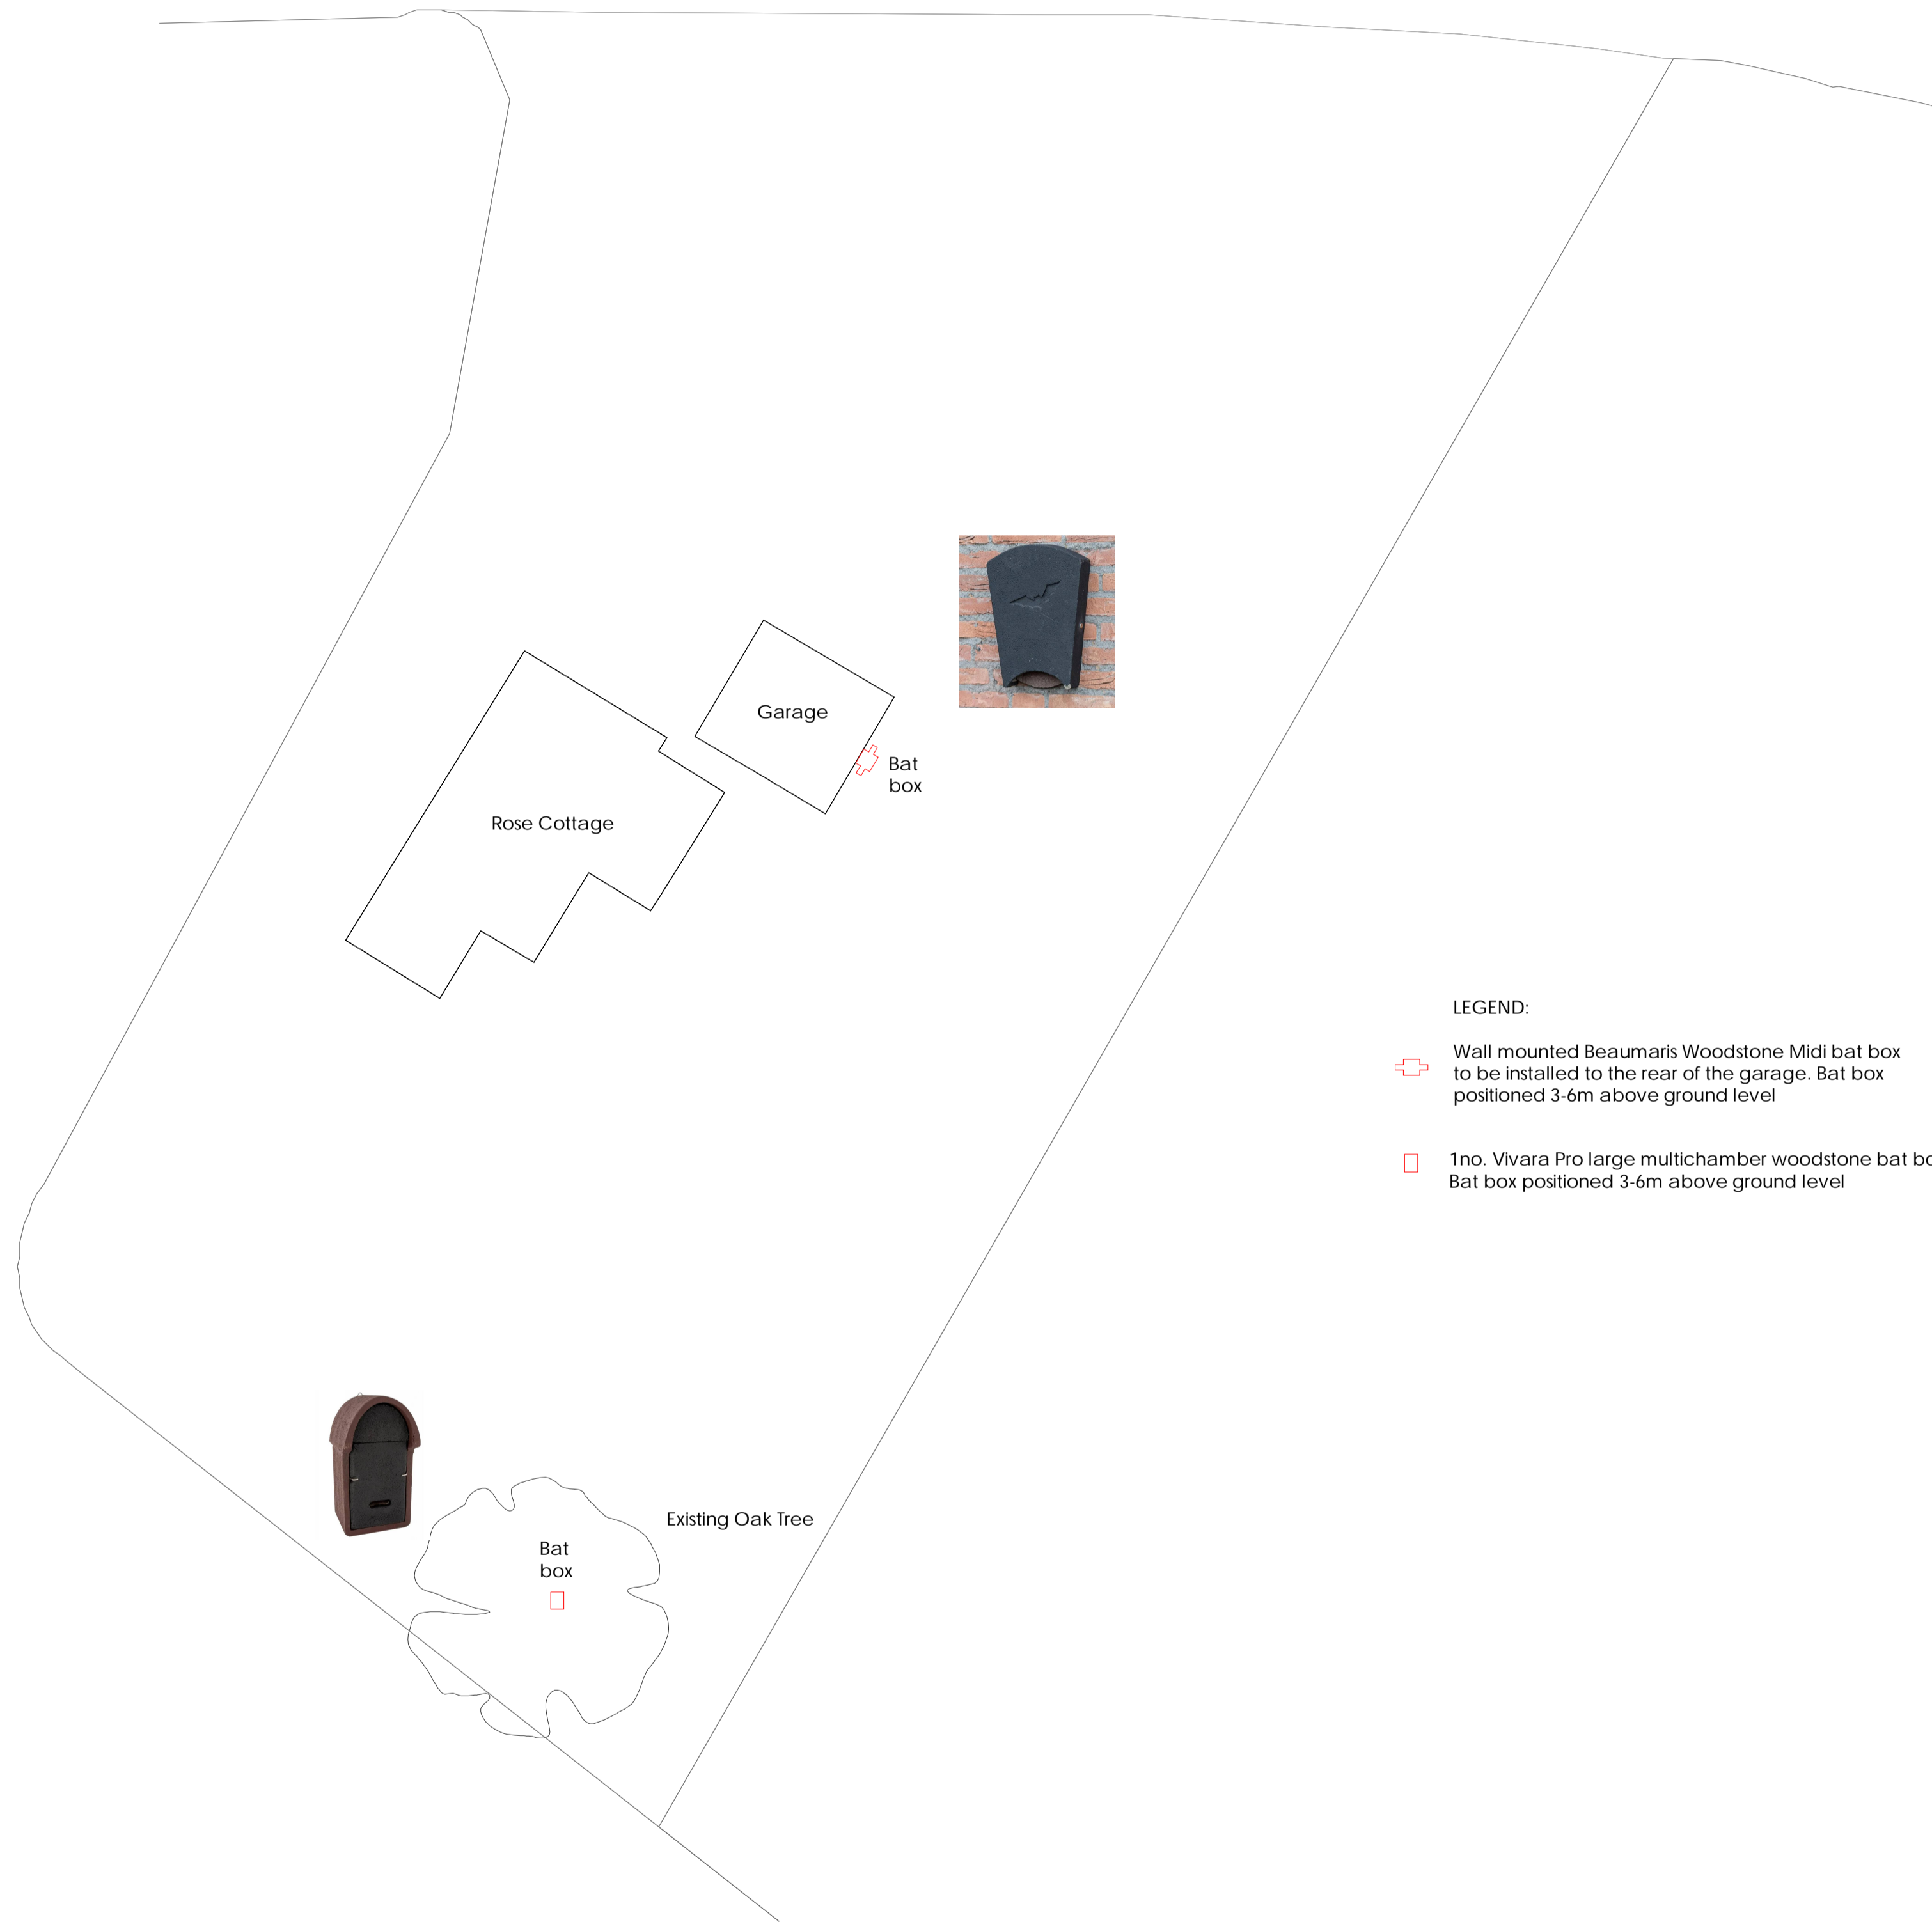 Garage
Bat
box
Rose Cottage
LEGEND:
Wall mounted Beaumaris Woodstone Midi bat box
to be installed to the rear of the garage. Bat box
positioned 3-6m above ground level
1no. Vivara Pro large multichamber woodstone bat
Bat box positioned 3-6m above ground level
Existing Oak Tree
Bat
box